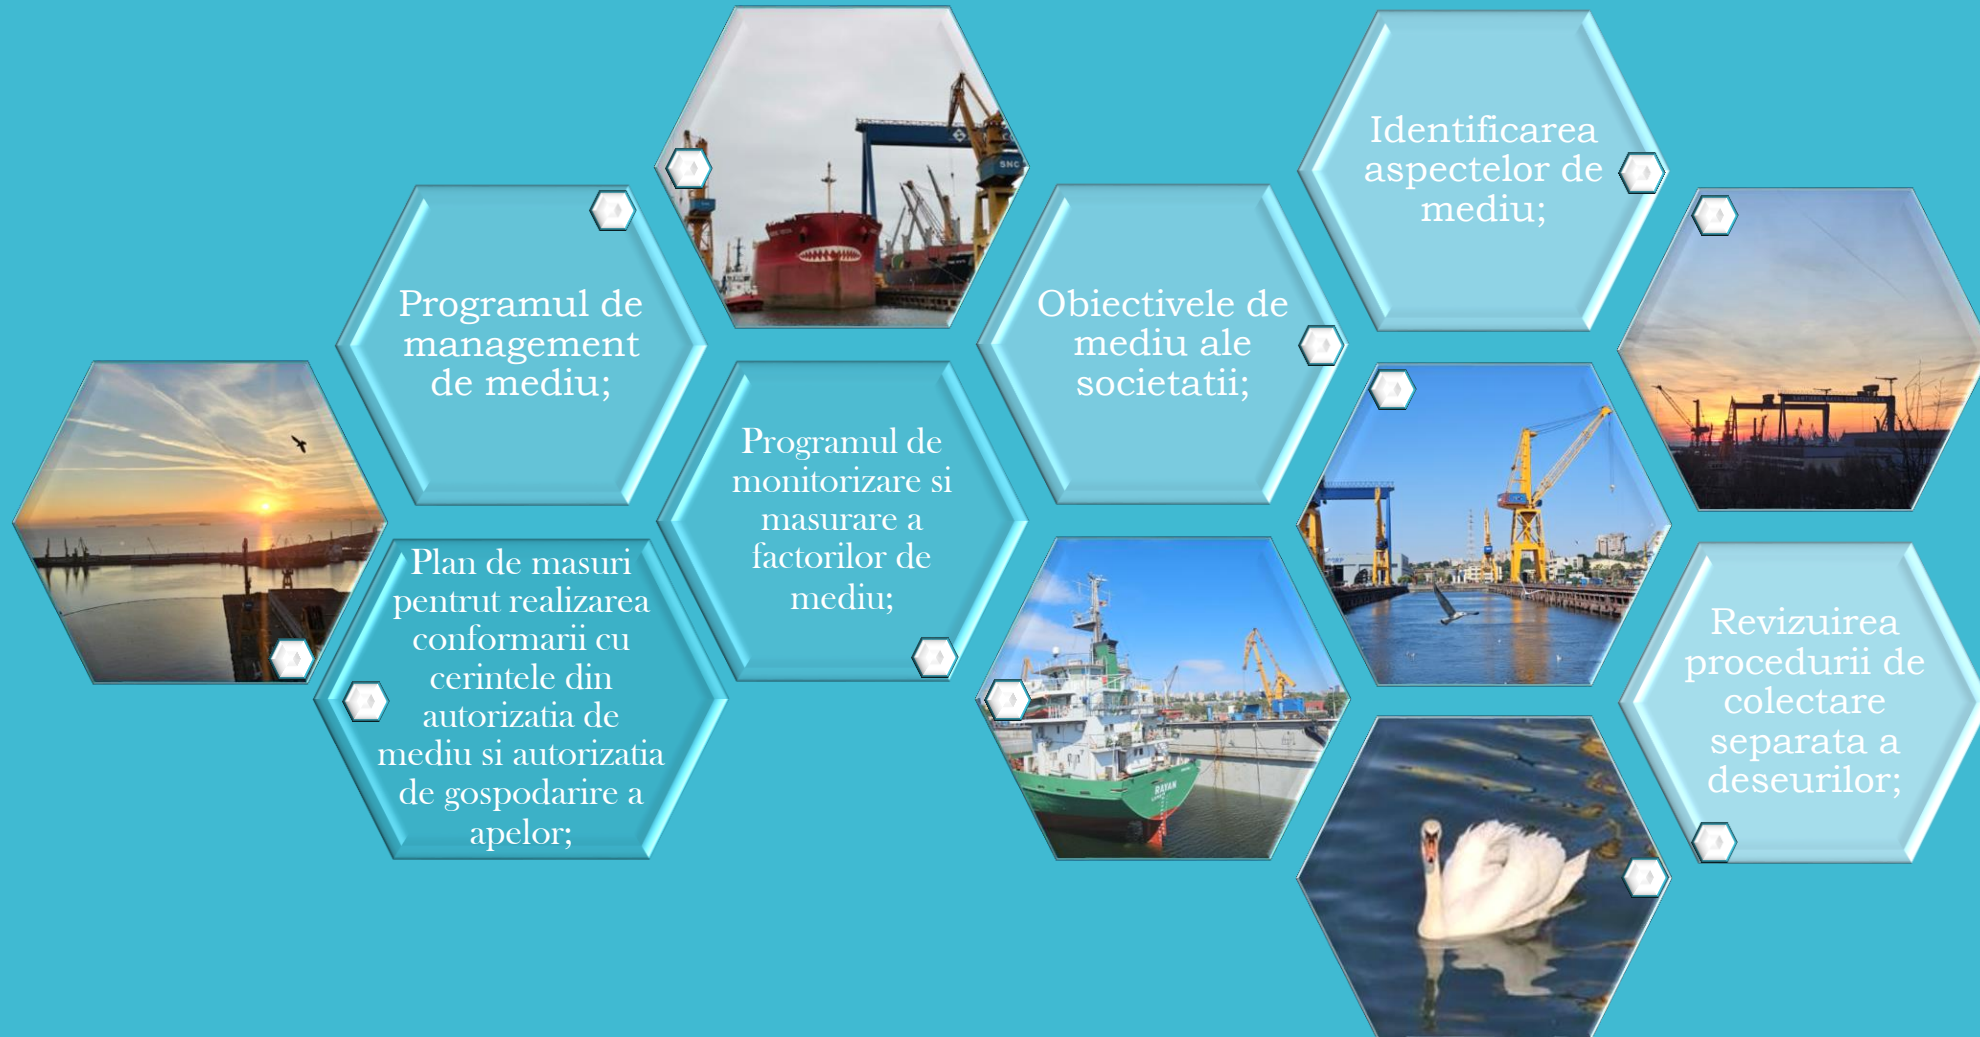 Programul de
management
de mediu;
Plan de masuri
pentrut realizarea
conformarii cu
cerintele din
autorizatia de
mediu si autorizatia
de gospodarire a
apelor;
Programul de
monitorizare si
masurare a
factorilor de
mediu;
SNC
Obiectivele de
mediu ale
societatii;
RAYAN
Identificarea
aspectelor de
mediu;
Revizuirea
procedurii de
colectare
separata a
deseurilor;